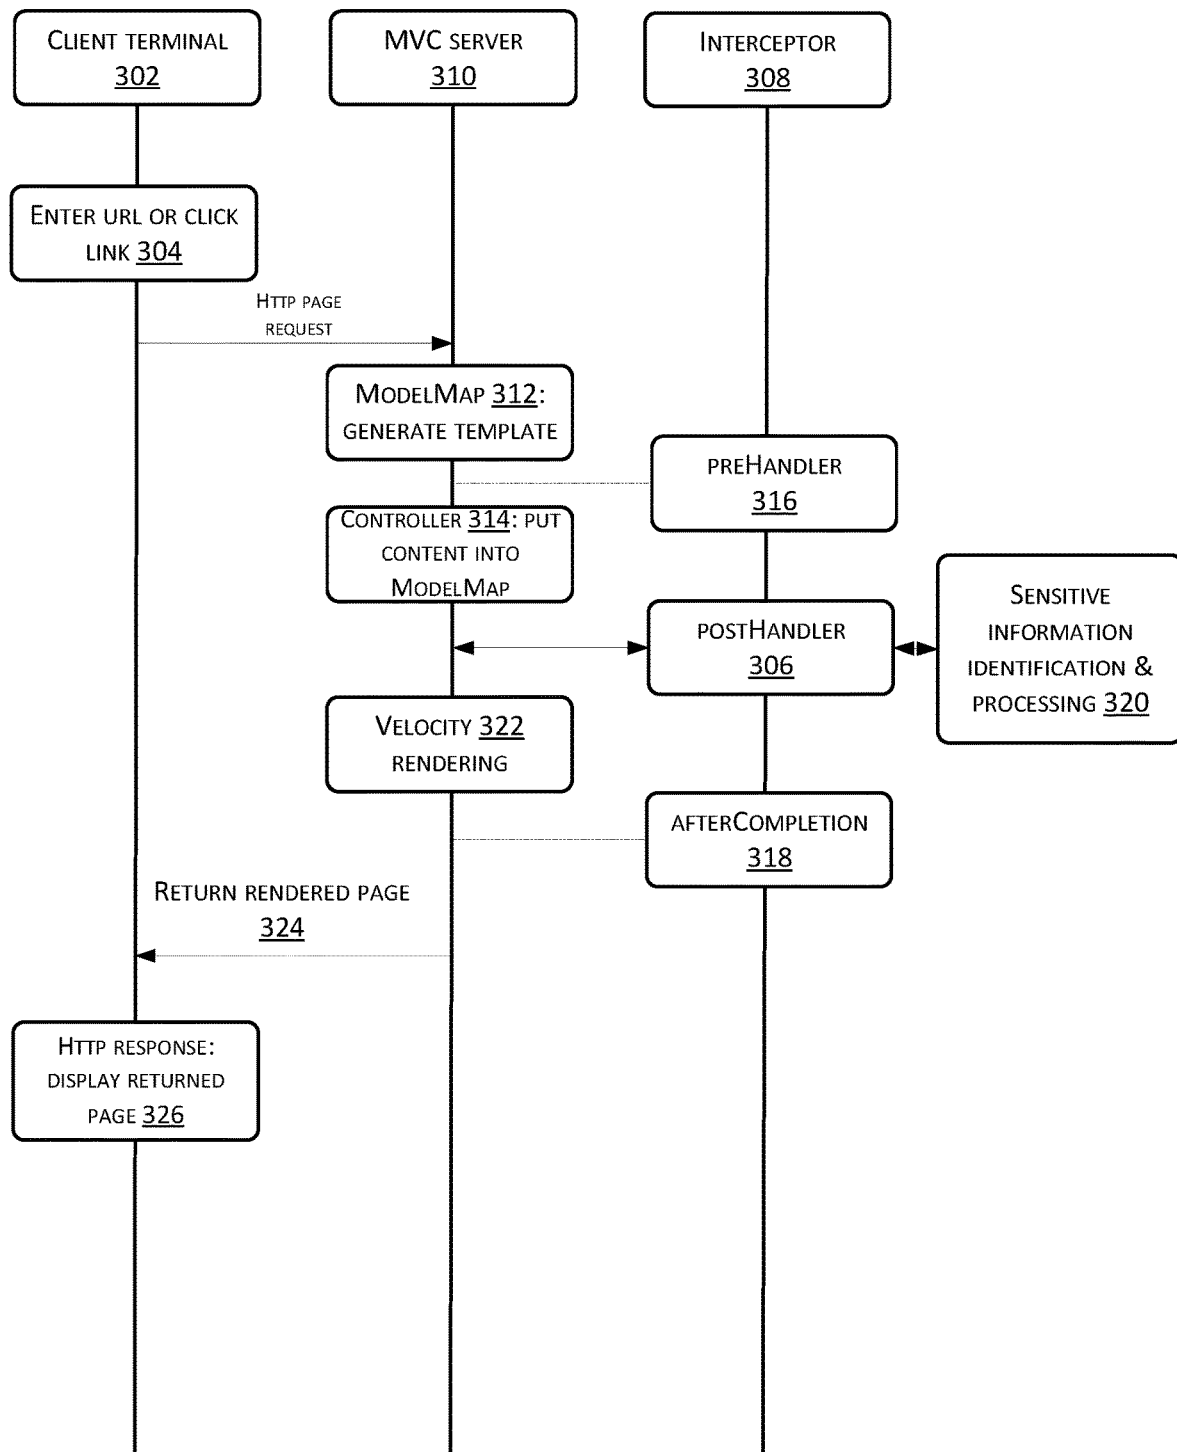 Client terminal
302
MVC server
310
Interceptor
308
Enter url or click
link 304
Http page
request
ModelMap 312:
generate template
preHandler
316
Controller 314: put
content into
ModelMap
postHandler
306
Sensitive
information
identification &
processing 320
Velocity 322
rendering
afterCompletion
318
Return rendered page
324
Http response:
display returned
page 326